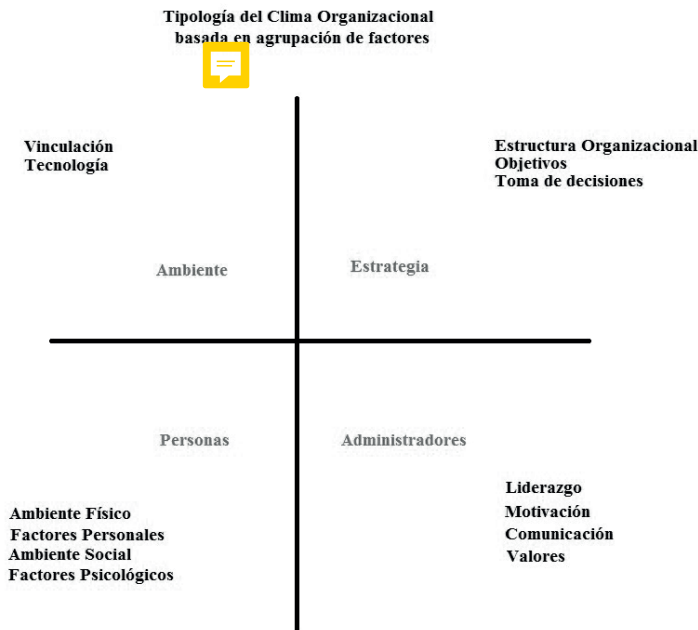 Tipología del Clima Organizacional
basada en agrupación de factores
Vinculación
Tecnología
Estructura Organizacional
Objetivos
Toma de decisiones
Ambiente
Estrategia
Personas
Administradores
Ambiente Físico
Factores Personales
Ambiente Social
Factores Psicológicos
Liderazgo
Motivación
Comunicación
Valores